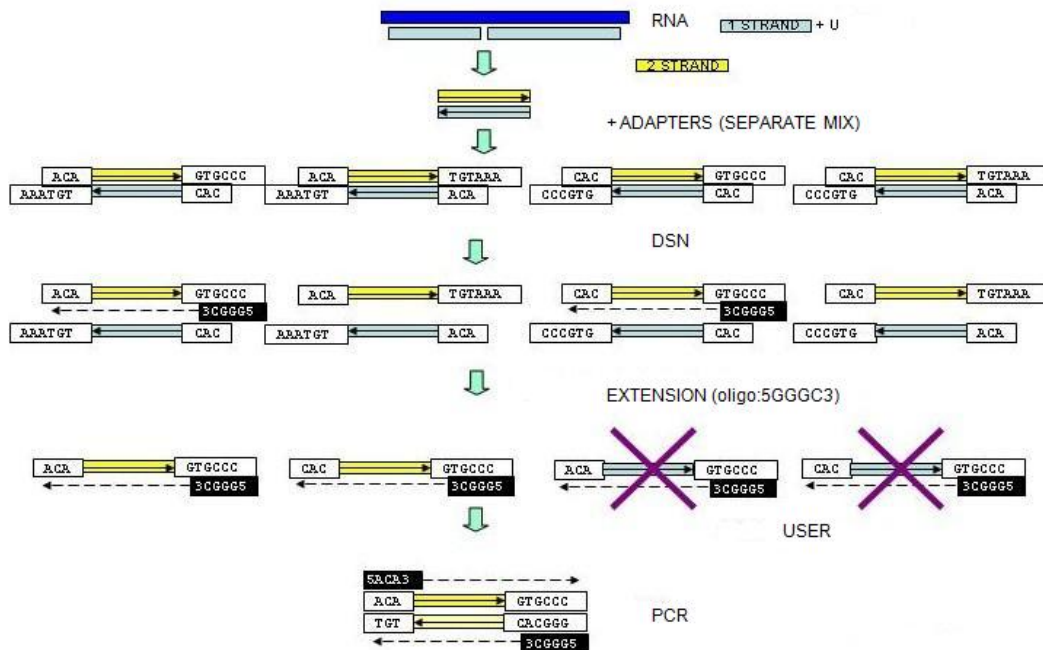 RNA
1 STRAND + U
2 STRAND
+ ADAPTERS (SEPARATE MIX)
ACA GTGCCC ACA TGTAAA CAC GTGCCC CAC TGTAAA
AAATGT CAC AAATGT ACA CCCGTG CAC CCCGTG ACA
DSN
ACA GTGCCC ACA TGTAAA CAC GTGCCC CAC TGTAAA
3CGGG5 3CGGG5
AAATGT CAC AAATGT ACA CCCGTG CAC CCCGTG ACA
EXTENSION (oligo:5GGGC3)
ACA GTGCCC CAC GTGCCC ACA GTGCCC CAC GTGCCC
3CGGG5 3CGGG5 3CGGG5 3CGGG5
USER
5ACA3
ACA GTGCCC
PCR
TGT CACGGG
3CGGG5